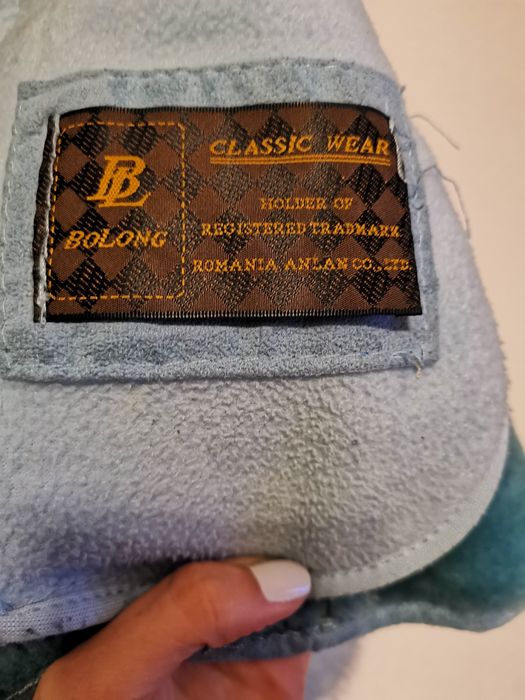 BL
BOLONG
CLASSIC WEAR
HOLDER OF
REGISTERED TRADMARK
ROMANIA ANLAN CO.,LTD.